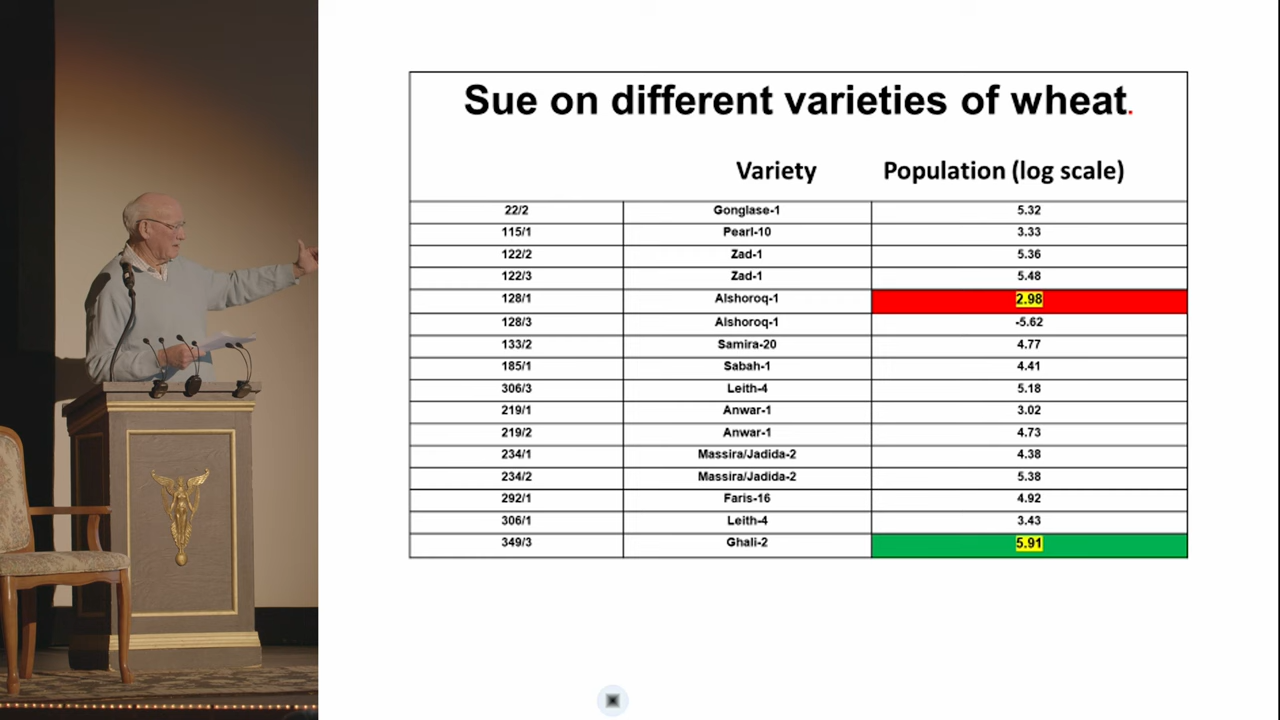 Sue on different varieties of wheat.
Variety Population (log scale)
22/2 Gonglase-1 5.32
115/1 Pearl-10 3.33
122/2 Zad-1 5.36
122/3 Zad-1 5.48
128/1 Alshoroq-1 2.98
128/3 Alshoroq-1 -5.62
133/2 Samira-20 4.77
185/1 Sabah-1 4.41
306/3 Leith-4 5.18
219/1 Anwar-1 3.02
219/2 Anwar-1 4.73
234/1 Massira/Jadida-2 4.38
234/2 Massira/Jadida-2 5.38
292/1 Faris-16 4.92
306/1 Leith-4 3.43
349/3 Ghali-2 5.91